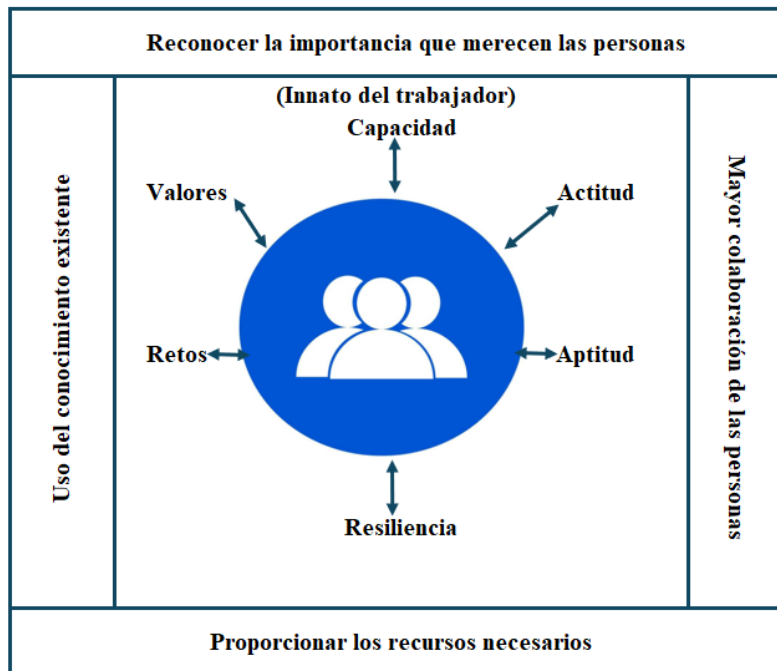 Reconocer la importancia que merecen las personas
(Innato del trabajador)
Capacidad
Valores
Actitud
Retos
Aptitud
Resiliencia
Uso del conocimiento existente
Mayor colaboración de las personas
Proporcionar los recursos necesarios